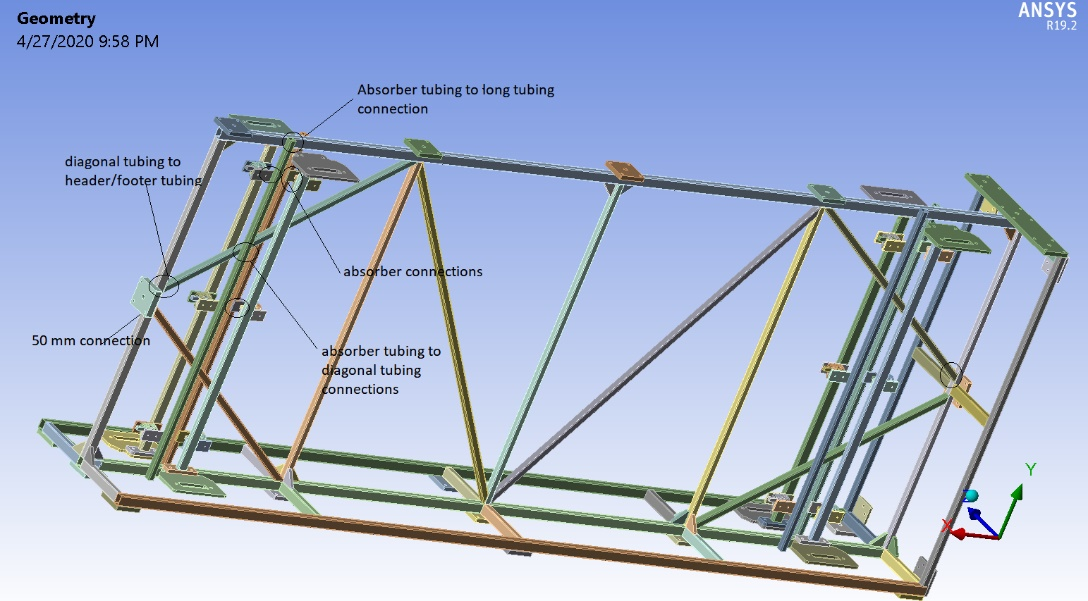 Geometry
4/27/2020 9:58 PM
ANSYS
R19.2
Absorber tubing to long tubing
connection
diagonal tubing to
header/footer tubing
absorber connections
50 mm connection
absorber tubing to
diagonal tubing
connections
Y
X